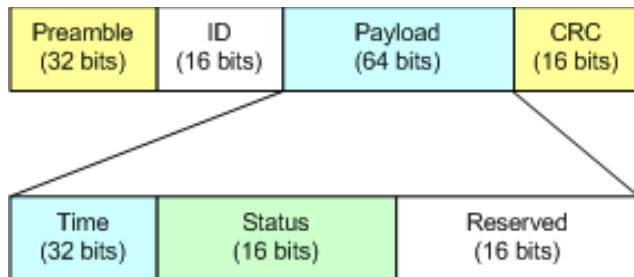 Preamble ID Payload CRC
(32 bits) (16 bits) (64 bits) (16 bits)
Time Status Reserved
(32 bits) (16 bits) (16 bits)